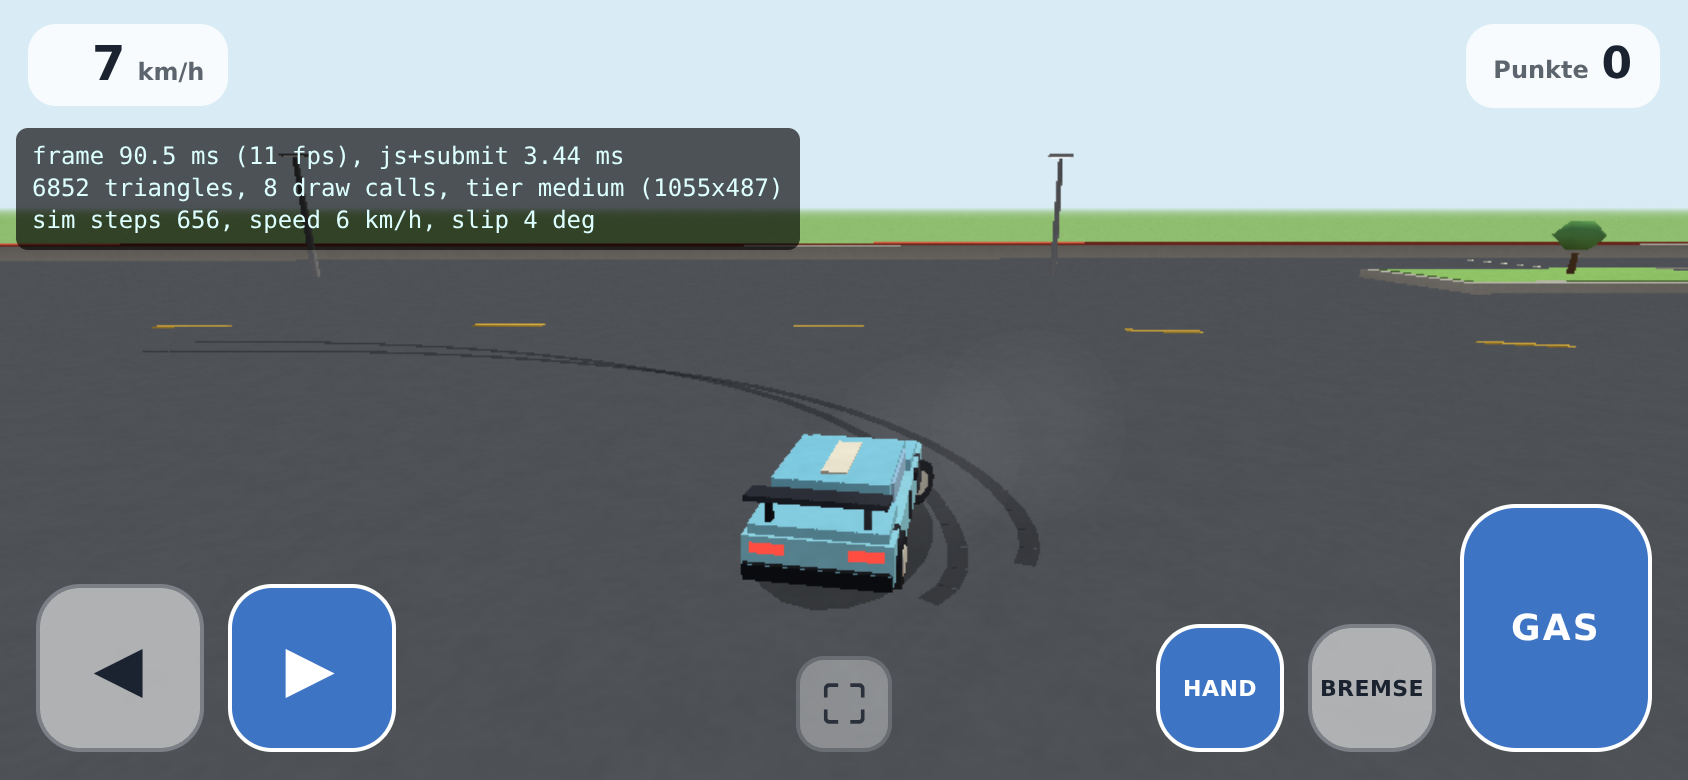 7 km/h
Punkte 0
frame 90.5 ms (11 fps), js+submit 3.44 ms
6852 triangles, 8 draw calls, tier medium (1055x487)
sim steps 656, speed 6 km/h, slip 4 deg
◀ ▶
HAND
BREMSE
GAS